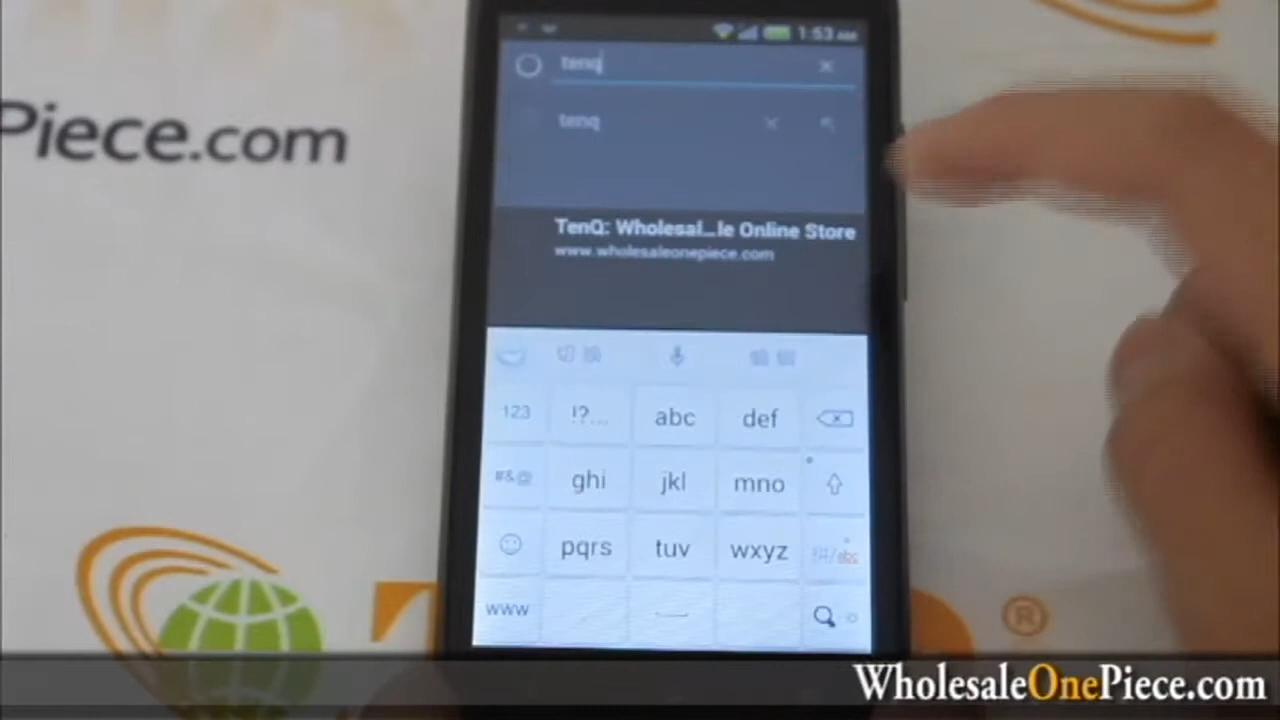 1:53 AM
tenq
Piece.com
tenq
TenQ: Wholesal...le Online Store
www.wholesaleonepiece.com
123
!?...
abc
def
#&@
ghi
jkl
mno
pqrs
tuv
wxyz
www
®
WholesaleOnePiece.com